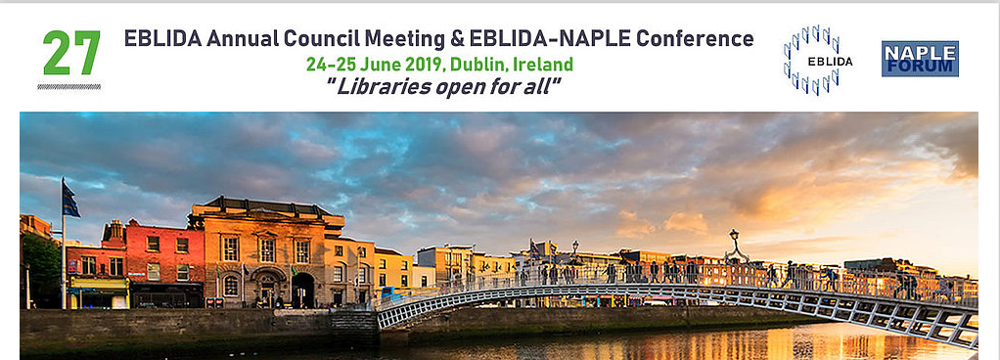 27
EBLIDA Annual Council Meeting & EBLIDA-NAPLE Conference
24-25 June 2019, Dublin, Ireland
"Libraries open for all"
EBLIDA
NAPLE
FORUM